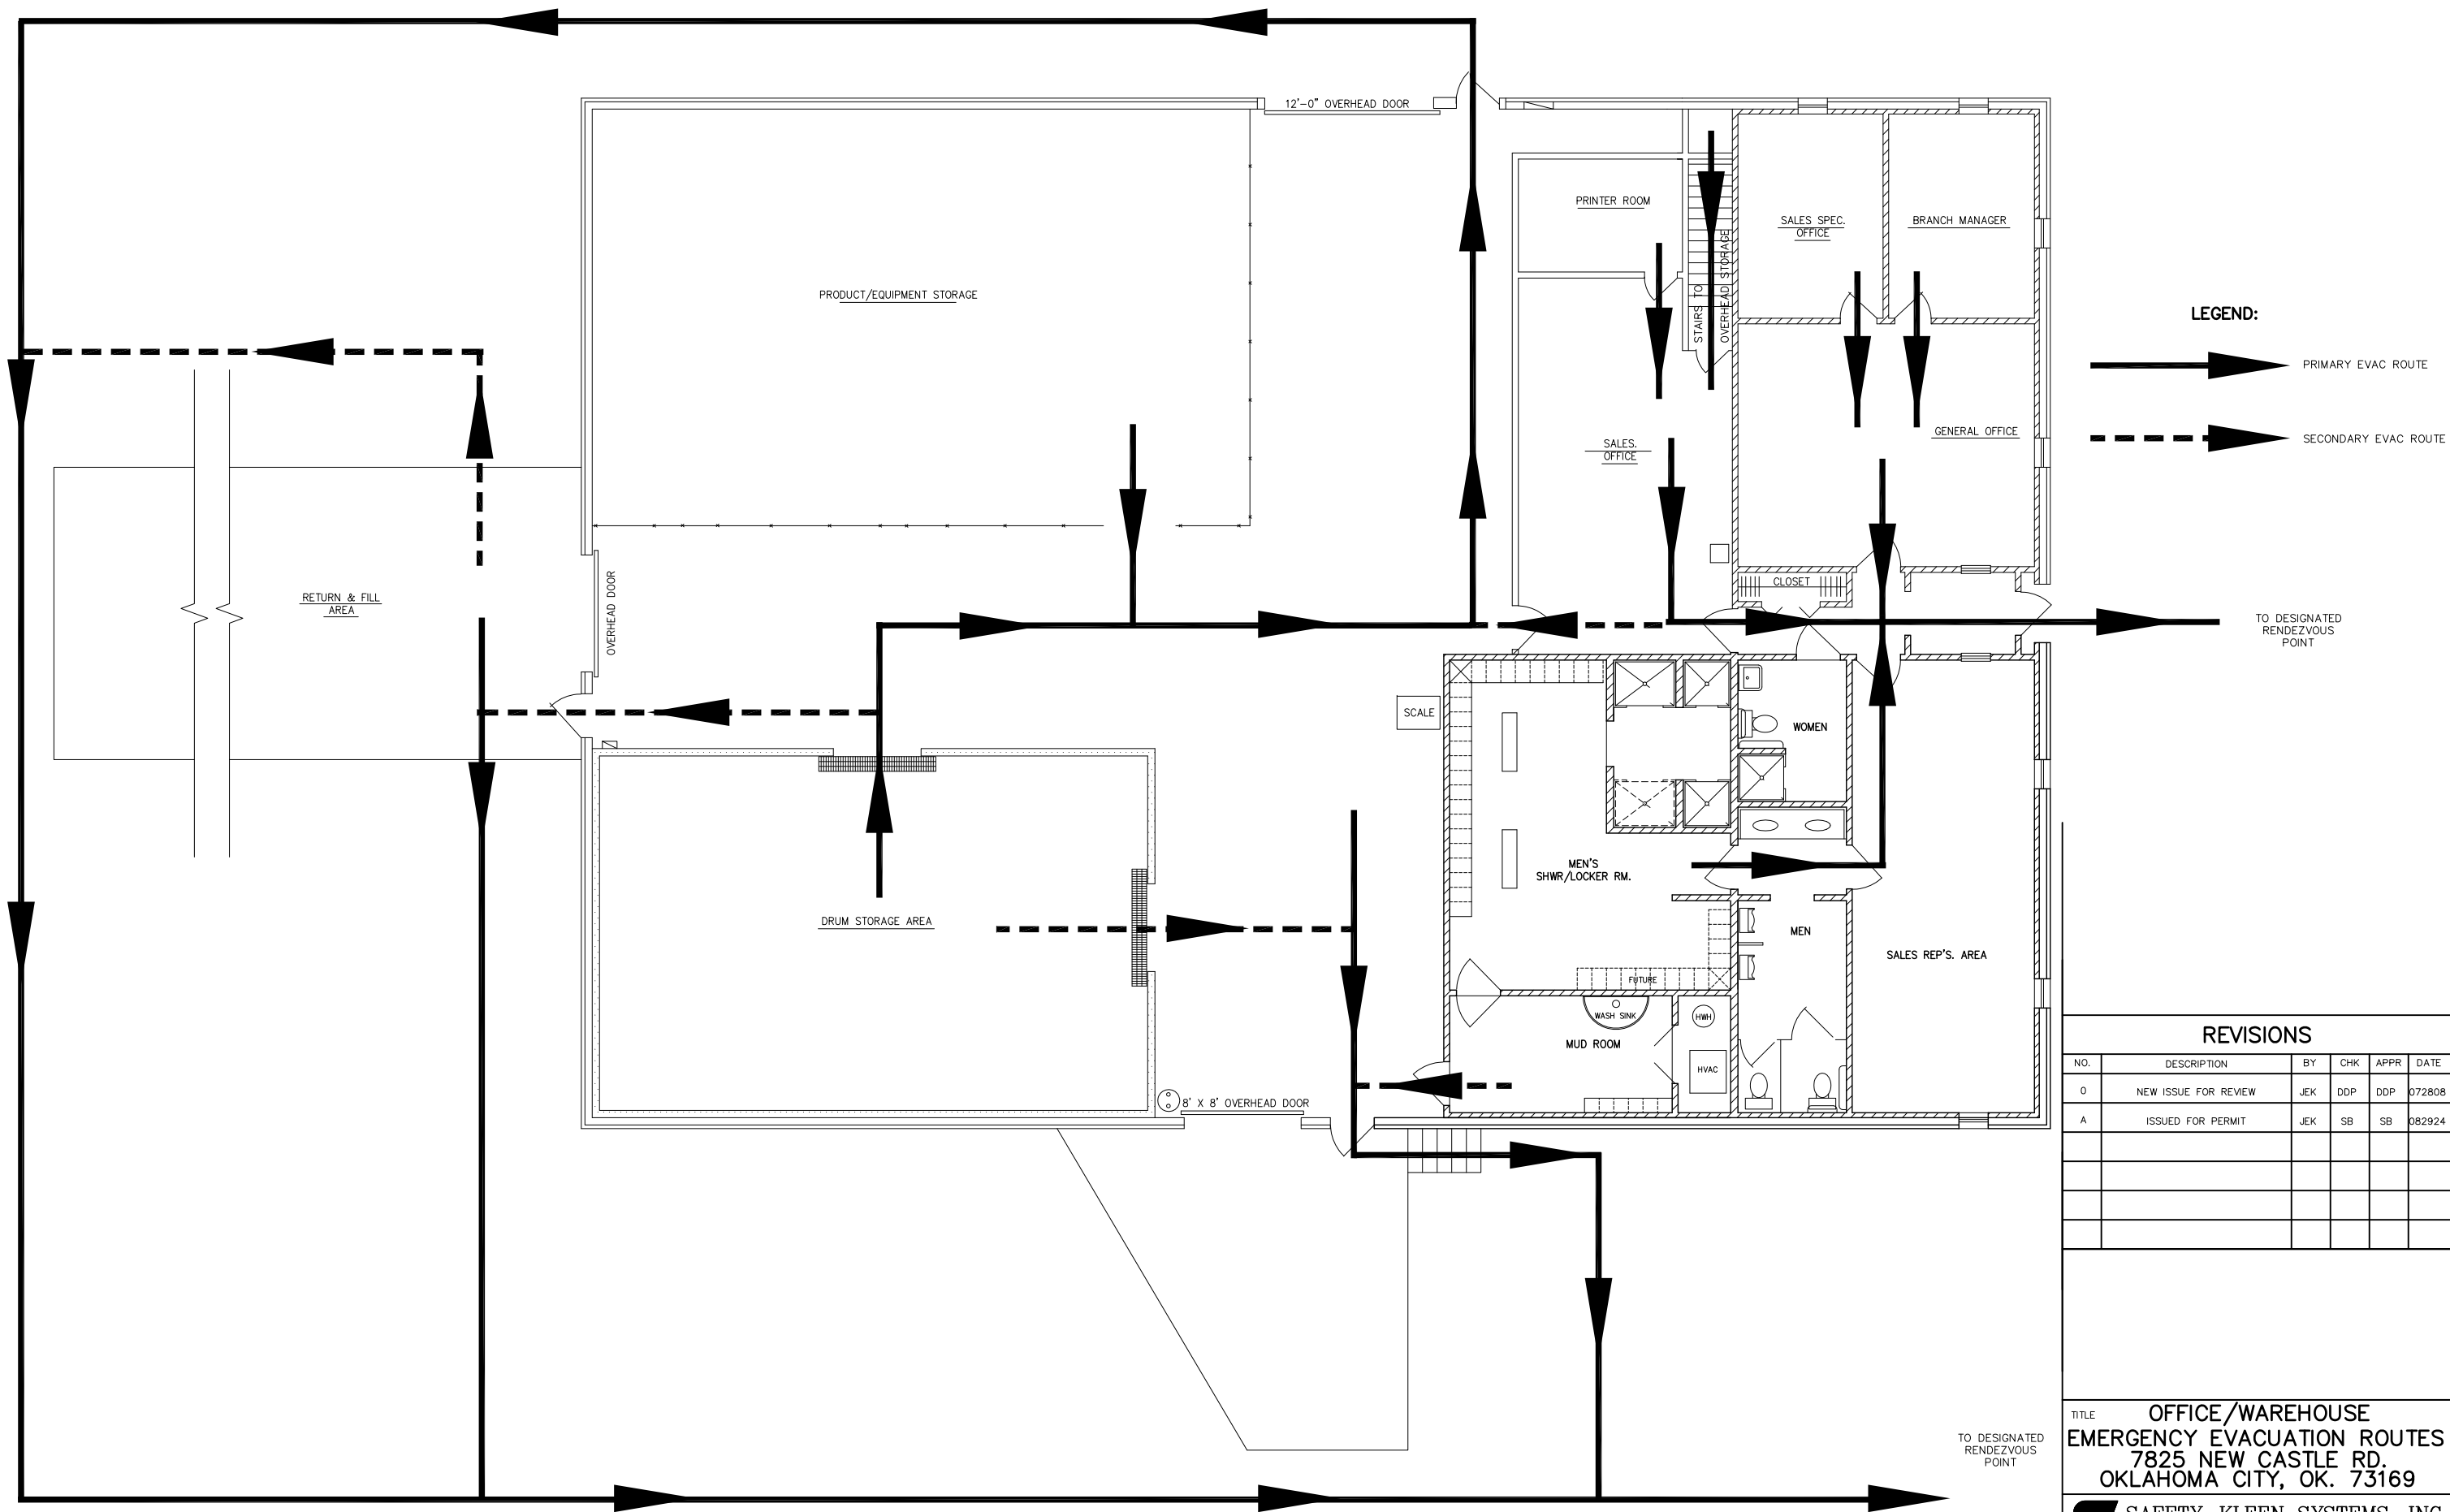 12'-0" OVERHEAD DOOR
PRINTER ROOM
SALES SPEC.
OFFICE
BRANCH MANAGER
STAIRS TO
OVERHEAD STORAGE
PRODUCT/EQUIPMENT STORAGE
LEGEND:
PRIMARY EVAC ROUTE
SECONDARY EVAC ROUTE
SALES.
OFFICE
GENERAL OFFICE
RETURN & FILL
AREA
OVERHEAD DOOR
CLOSET
TO DESIGNATED
RENDEZVOUS
POINT
SCALE
WOMEN
MEN'S
SHWR/LOCKER RM.
DRUM STORAGE AREA
MEN
SALES REP'S. AREA
FUTURE
WASH SINK
HWH
MUD ROOM
HVAC
8' X 8' OVERHEAD DOOR
REVISIONS
NO. DESCRIPTION BY CHK APPR DATE
0 NEW ISSUE FOR REVIEW JEK DDP DDP 072808
A ISSUED FOR PERMIT JEK SB SB 082924
TO DESIGNATED
RENDEZVOUS
POINT
TITLE OFFICE/WAREHOUSE
EMERGENCY EVACUATION ROUTES
7825 NEW CASTLE RD.
OKLAHOMA CITY, OK. 73169
SAFETY-KLEEN SYSTEMS, INC.